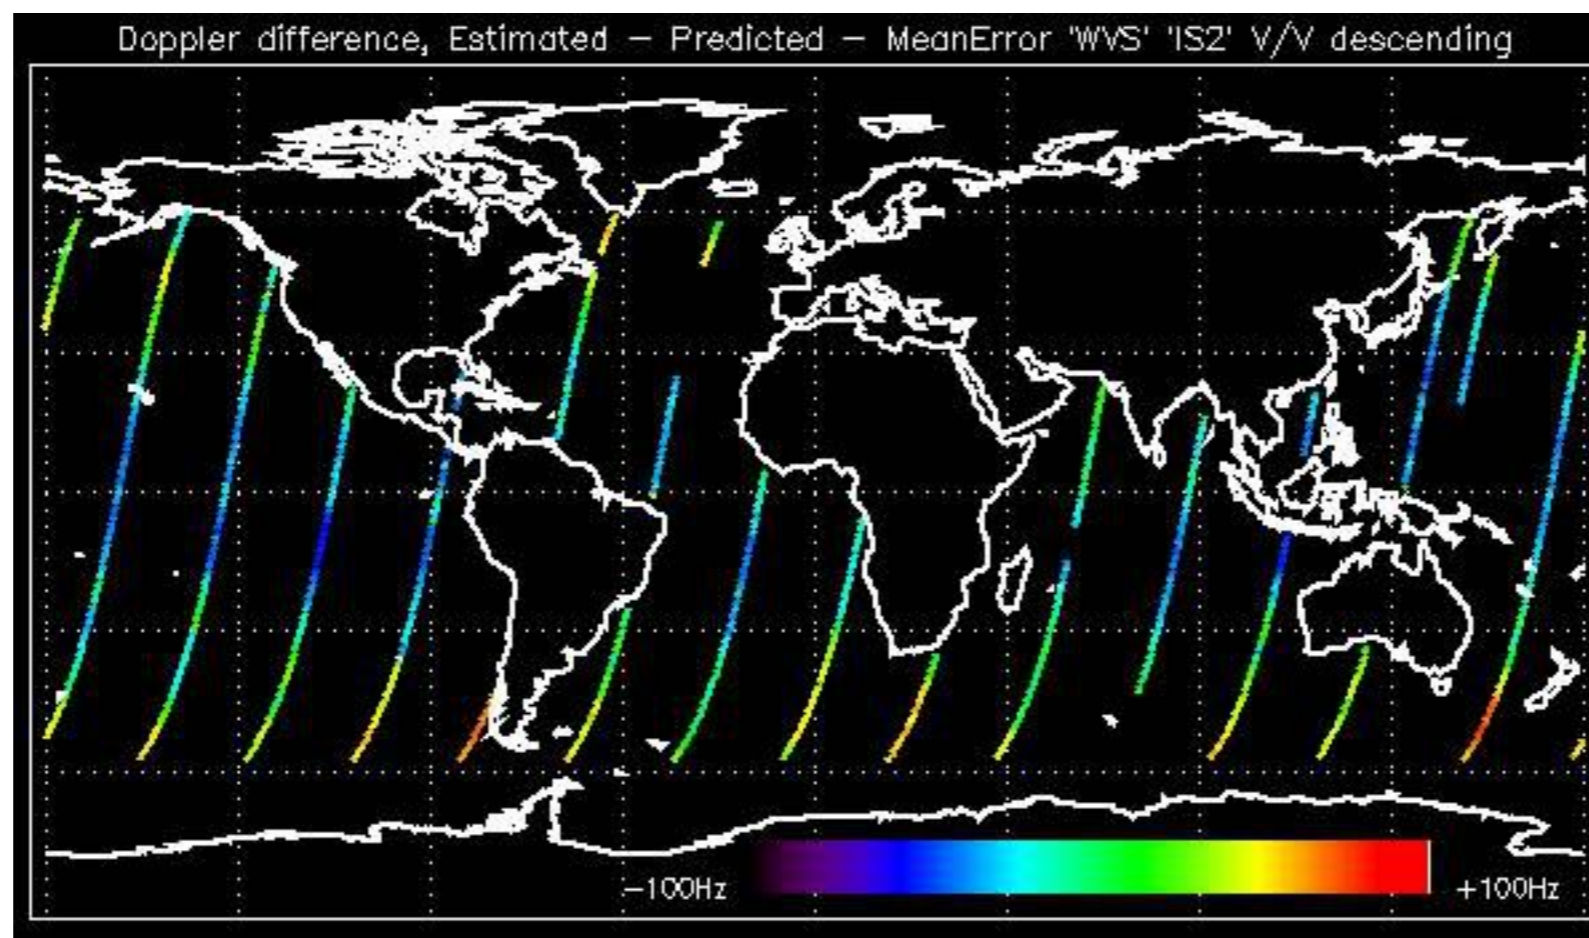 Doppler difference, Estimated – Predicted – MeanError 'WVS' 'IS2' V/V descending
–100Hz
+100Hz